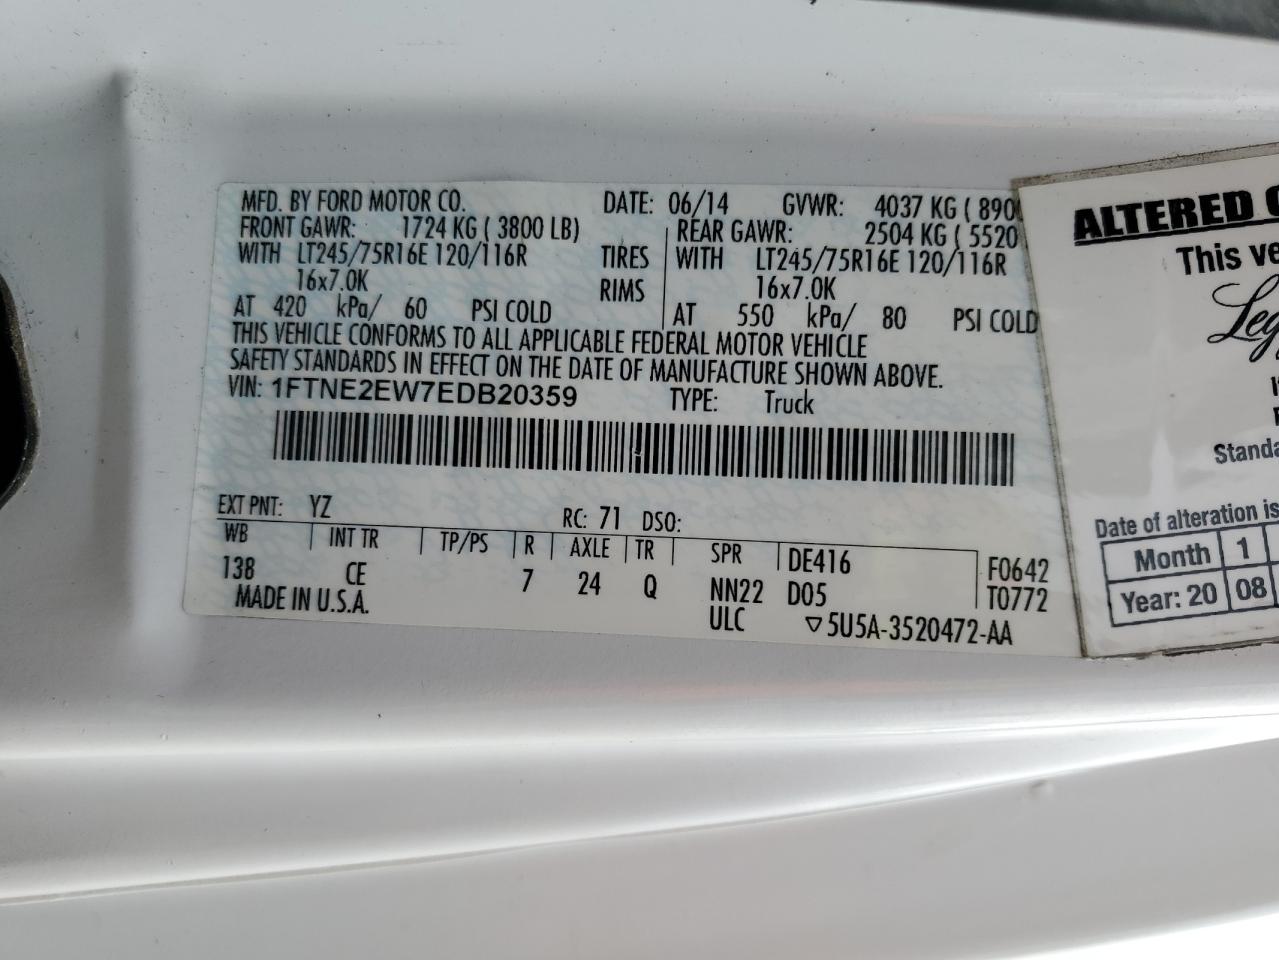 MFD. BY FORD MOTOR CO. DATE: 06/14 GVWR: 4037 KG ( 8900
FRONT GAWR: 1724 KG ( 3800 LB) REAR GAWR: 2504 KG ( 5520
WITH LT245/75R16E 120/116R TIRES WITH LT245/75R16E 120/116R
16x7.0K RIMS 16x7.0K
AT 420 kPa/ 60 PSI COLD AT 550 kPa/ 80 PSI COLD
THIS VEHICLE CONFORMS TO ALL APPLICABLE FEDERAL MOTOR VEHICLE
SAFETY STANDARDS IN EFFECT ON THE DATE OF MANUFACTURE SHOWN ABOVE.
VIN: 1FTNE2EW7EDB20359 TYPE: Truck
EXT PNT: YZ RC: 71 DSO:
WB INT TR TP/PS R AXLE TR SPR DE416 F0642
138 CE 7 24 Q NN22 D05 T0772
MADE IN U.S.A. ULC ▽5U5A-3520472-AA
ALTERED
This ve
Leg
Standa
Date of alteration is
Month 1
Year: 20 08